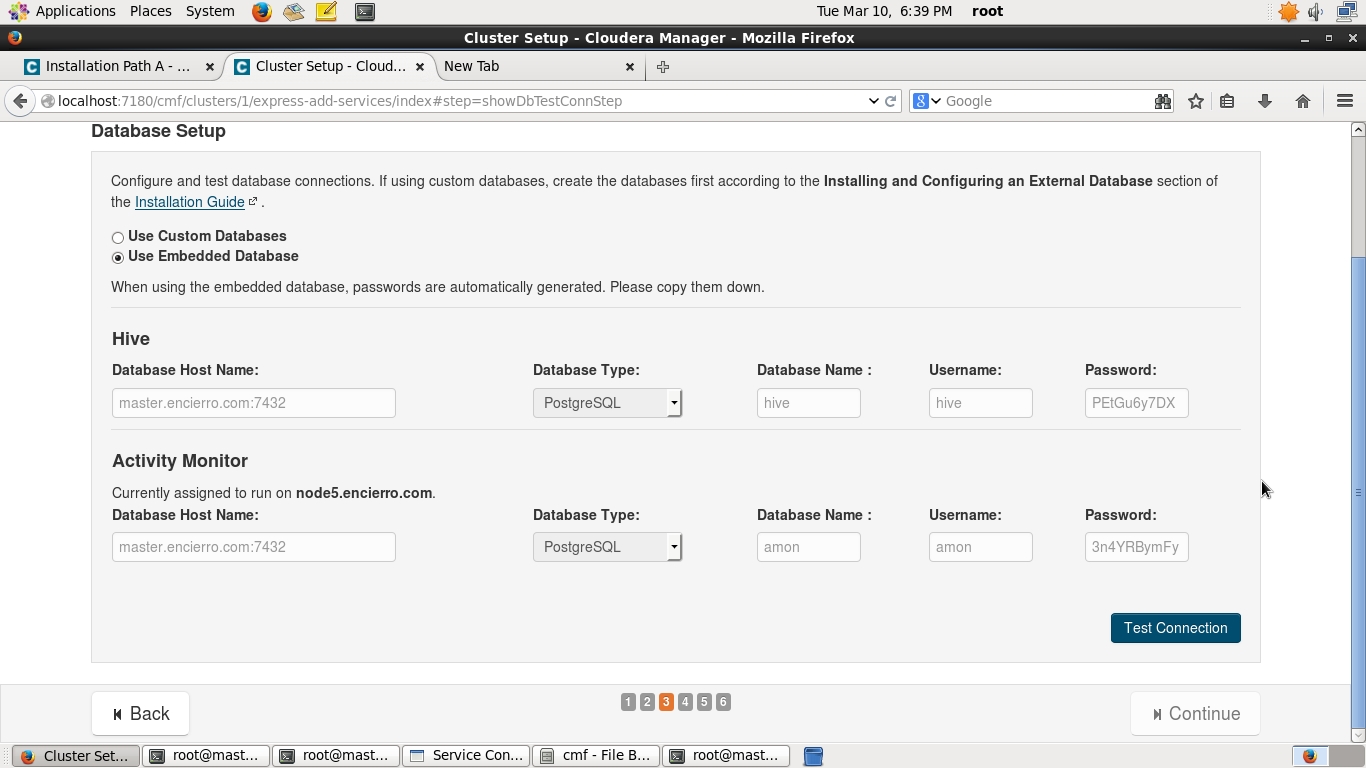 Applications Places System Tue Mar 10, 6:39 PM root
Cluster Setup - Cloudera Manager - Mozilla Firefox
Installation Path A - ... Cluster Setup - Cloud... New Tab
localhost:7180/cmf/clusters/1/express-add-services/index#step=showDbTestConnStep 8 Google
Database Setup
Configure and test database connections. If using custom databases, create the databases first according to the Installing and Configuring an External Database section of
the Installation Guide .
Use Custom Databases
Use Embedded Database
When using the embedded database, passwords are automatically generated. Please copy them down.
Hive
Database Host Name: Database Type: Database Name : Username: Password:
master.encierro.com:7432 PostgreSQL hive hive PEtGu6y7DX
Activity Monitor
Currently assigned to run on node5.encierro.com.
Database Host Name: Database Type: Database Name : Username: Password:
master.encierro.com:7432 PostgreSQL amon amon 3n4YRBymFy
Test Connection
Back 1 2 3 4 5 6 Continue
Cluster Set... root@mast... root@mast... Service Con... cmf - File B... root@mast...